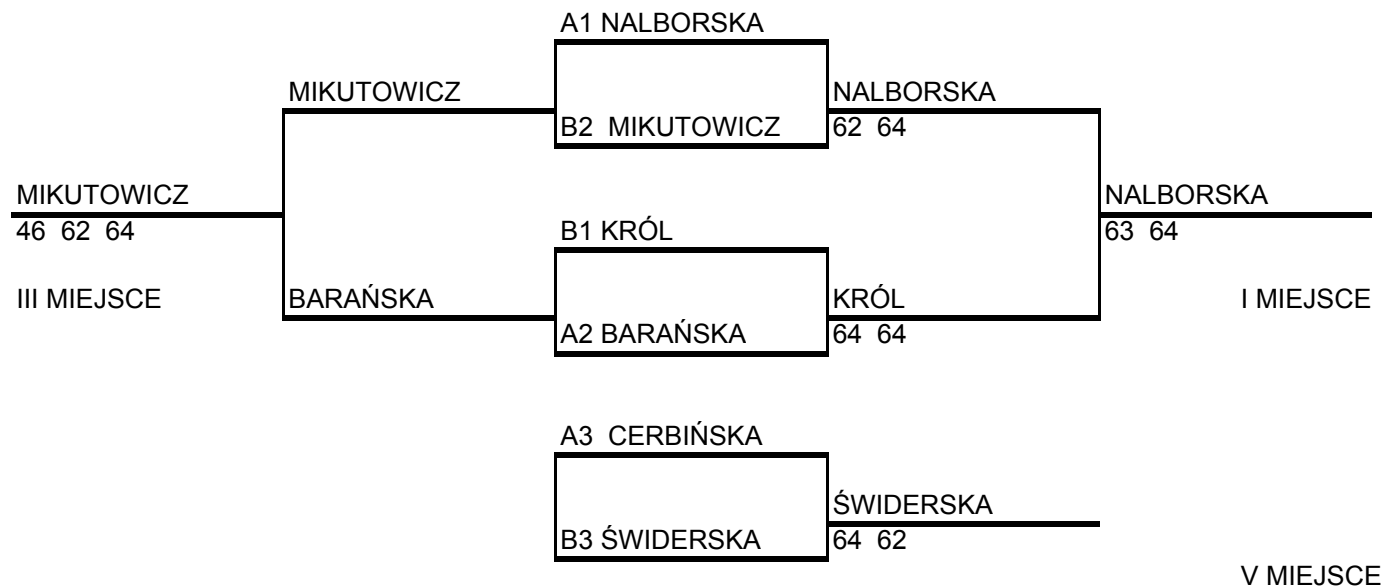 A1 NALBORSKA
MIKUTOWICZ
NALBORSKA
B2 MIKUTOWICZ
62 64
MIKUTOWICZ
NALBORSKA
46 62 64
B1 KRÓL
63 64
III MIEJSCE
BARAŃSKA
KRÓL
I MIEJSCE
A2 BARAŃSKA
64 64
A3 CERBIŃSKA
ŚWIDERSKA
B3 ŚWIDERSKA
64 62
V MIEJSCE